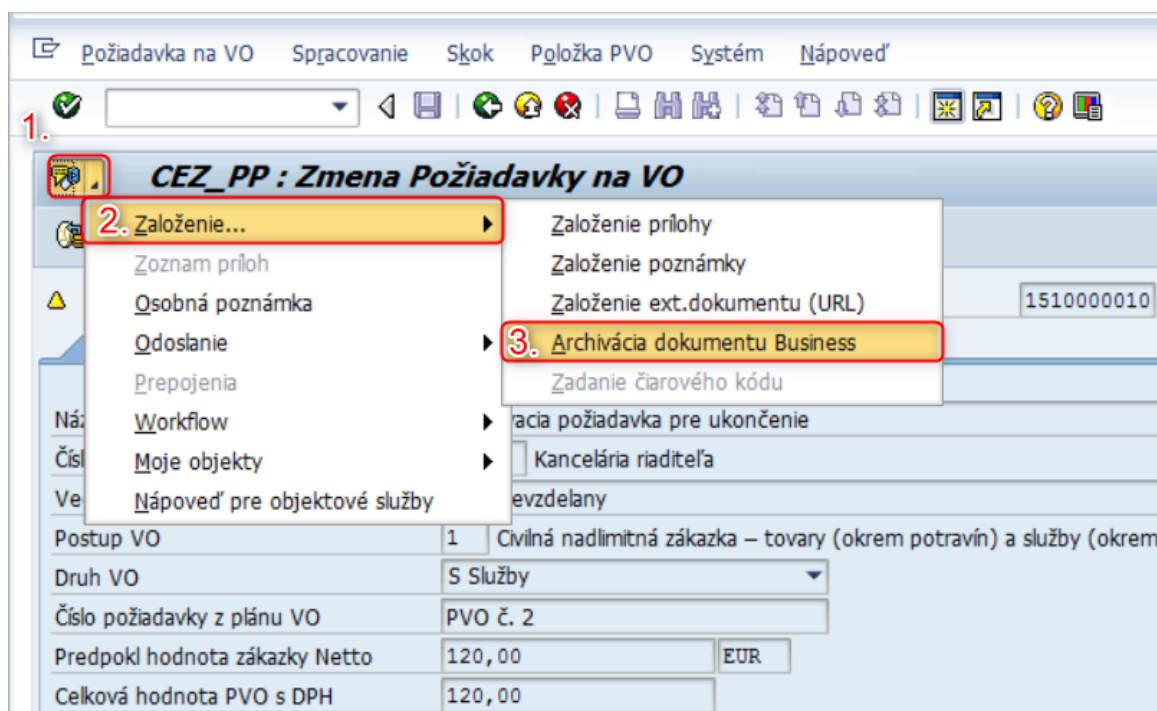 Požiadavka na VO Spracovanie Skok Položka PVO Systém Nápoveď
1.
CEZ_PP : Zmena Požiadavky na VO
2. Založenie...
Založenie prílohy
Zoznam príloh
Založenie poznámky
Osobná poznámka
Založenie ext.dokumentu (URL)
1510000010
Odoslanie
3. Archivácia dokumentu Business
Prepojenia
Zadanie čiarového kódu
Workflow
požiadavka pre ukončenie
Moje objekty
Kancelária riaditeľa
Nápoveď pre objektové služby
Postup VO 1 Civilná nadlimitná zákazka – tovary (okrem potravín) a služby (okrem
Druh VO S Služby
Číslo požiadavky z plánu VO PVO č. 2
Predpokl hodnota zákazky Netto 120,00 EUR
Celková hodnota PVO s DPH 120,00